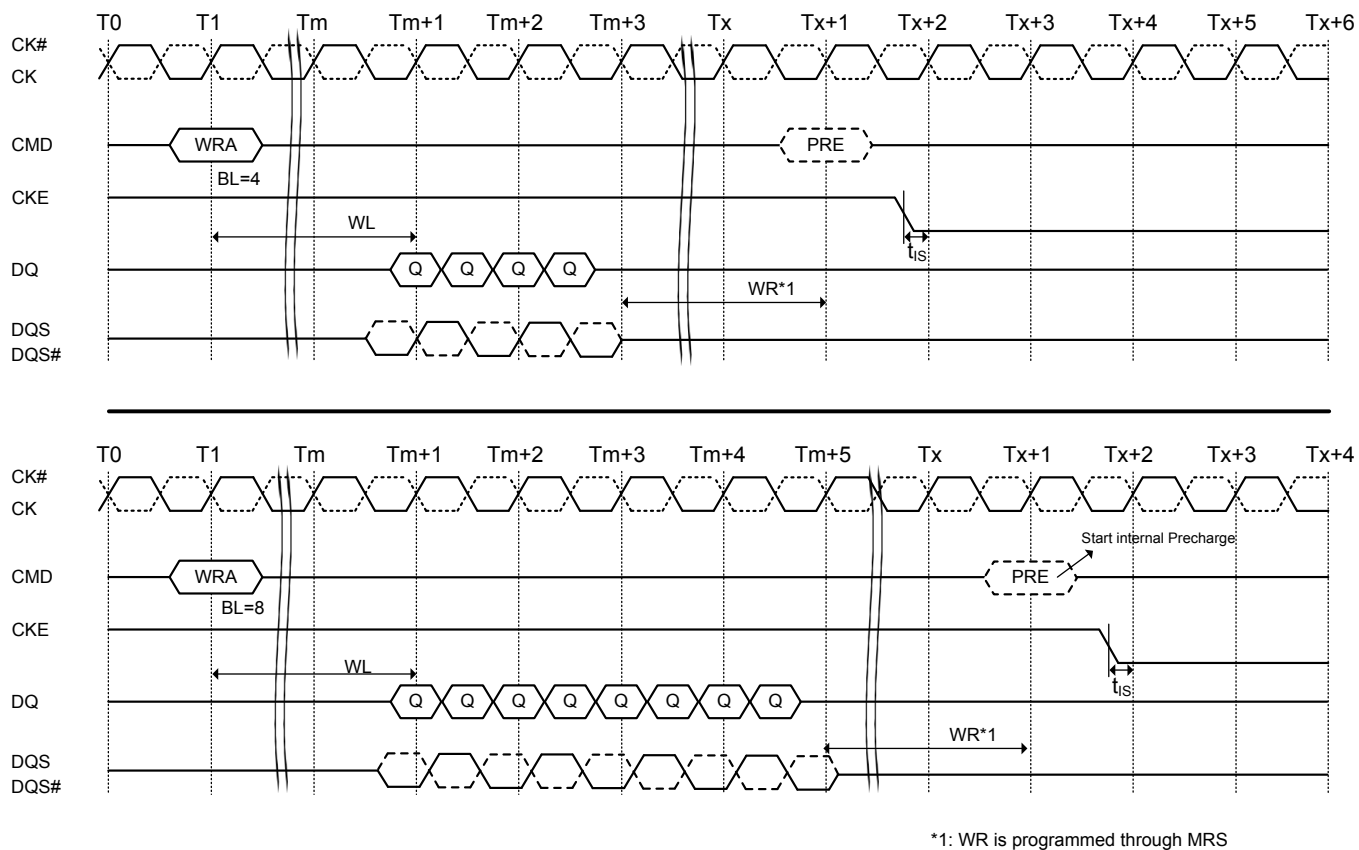 T0 T1 Tm Tm+1 Tm+2 Tm+3 Tx Tx+1 Tx+2 Tx+3 Tx+4 Tx+5 Tx+6
CK#
CK
CMD WRA PRE
BL=4
CKE
WL
tIS
DQ Q Q Q Q
WR*1
DQS
DQS#
T0 T1 Tm Tm+1 Tm+2 Tm+3 Tm+4 Tm+5 Tx Tx+1 Tx+2 Tx+3 Tx+4
CK#
CK
Start internal Precharge
CMD WRA PRE
BL=8
CKE
WL
tIS
DQ Q Q Q Q Q Q Q Q
WR*1
DQS
DQS#
*1: WR is programmed through MRS